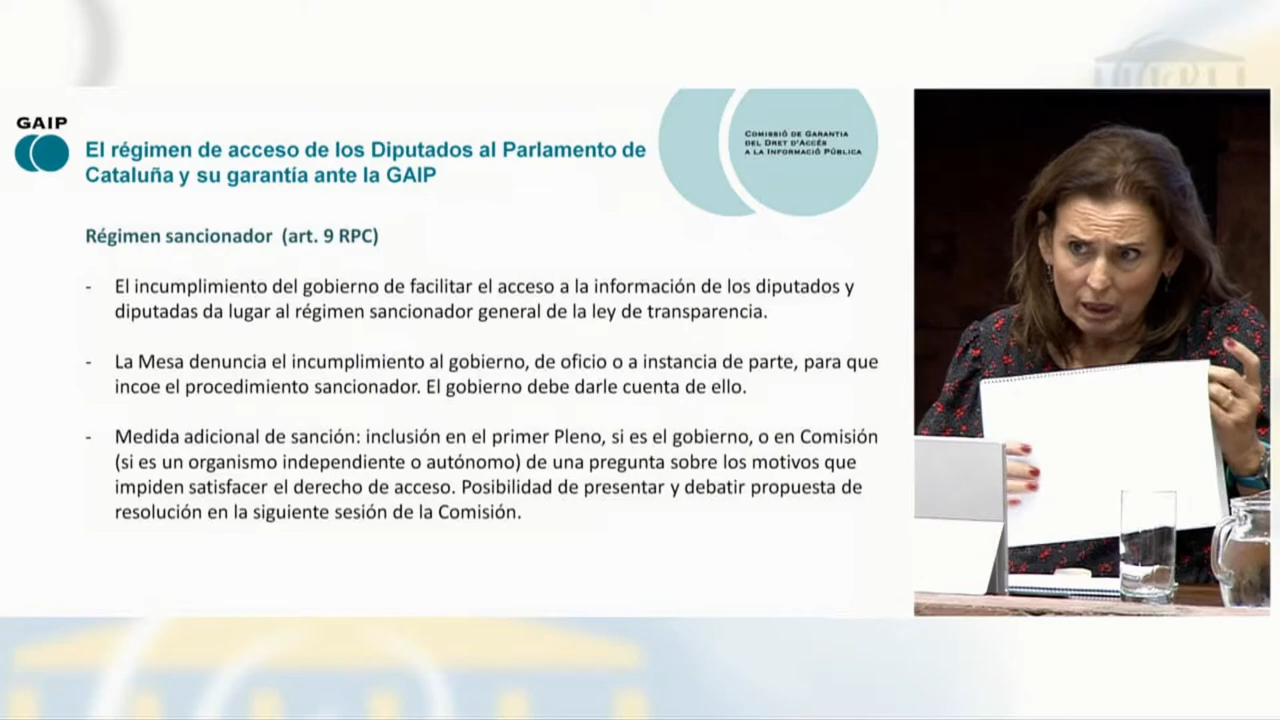 GAIP
El régimen de acceso de los Diputados al Parlamento de
Cataluña y su garantía ante la GAIP
COMISSIÓ DE GARANTIA
DEL DRET D'ACCÉS
A LA INFORMACIÓ PÚBLICA
Régimen sancionador (art. 9 RPC)
- El incumplimiento del gobierno de facilitar el acceso a la información de los diputados y
diputadas da lugar al régimen sancionador general de la ley de transparencia.
- La Mesa denuncia el incumplimiento al gobierno, de oficio o a instancia de parte, para que
incoe el procedimiento sancionador. El gobierno debe darle cuenta de ello.
- Medida adicional de sanción: inclusión en el primer Pleno, si es el gobierno, o en Comisión
(si es un organismo independiente o autónomo) de una pregunta sobre los motivos que
impiden satisfacer el derecho de acceso. Posibilidad de presentar y debatir propuesta de
resolución en la siguiente sesión de la Comisión.